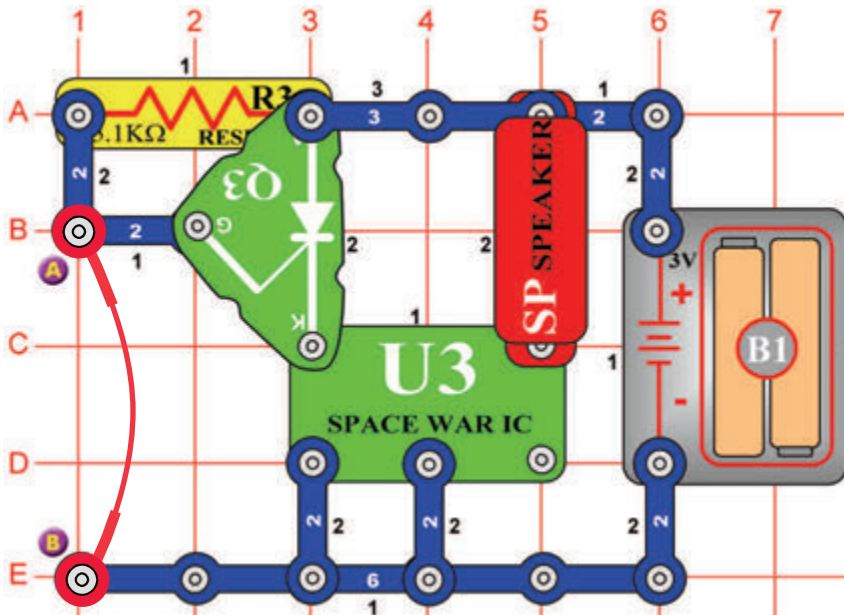 1 2 3 4 5 6 7
1 3 1
A R3 3 2
5.1KΩ RES SPEAKER
2 2 Q3 2 2
B 2 G 2 2 3V
A 1 +
K 1 SP 1 B1
C U3
SPACE WAR IC -
D
2 2 2 2 2 2
B
E 6
1